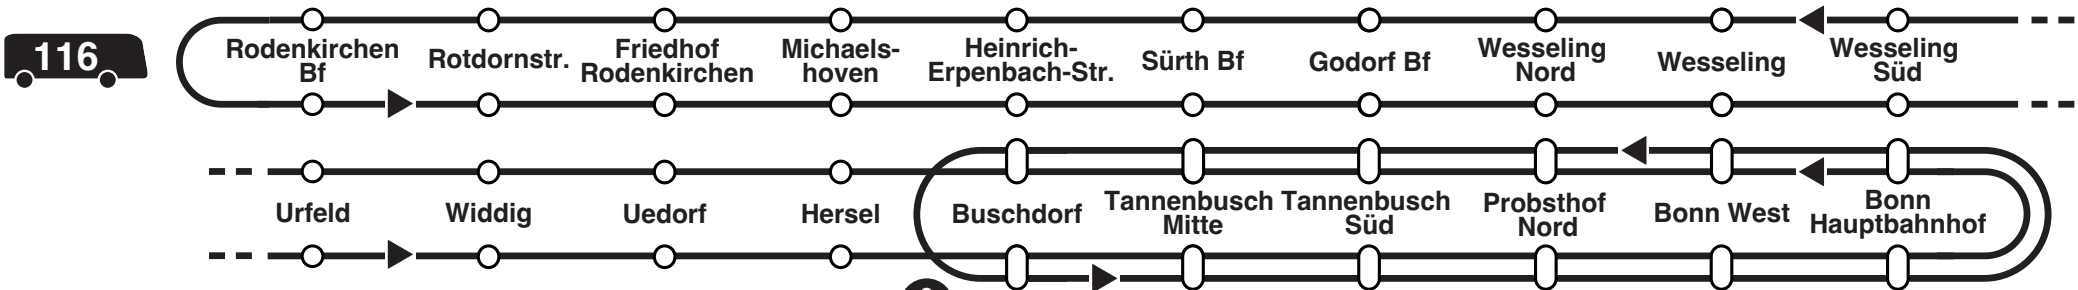 116
Rodenkirchen
Bf
Rotdornstr.
Friedhof
Rodenkirchen
Michaels-
hoven
Heinrich-
Erpenbach-Str.
Sürth Bf
Godorf Bf
Wesseling
Nord
Wesseling
Wesseling
Süd
Urfeld
Widdig
Uedorf
Hersel
Buschdorf
Tannenbusch
Mitte
Tannenbusch
Süd
Probsthof
Nord
Bonn West
Bonn
Hauptbahnhof